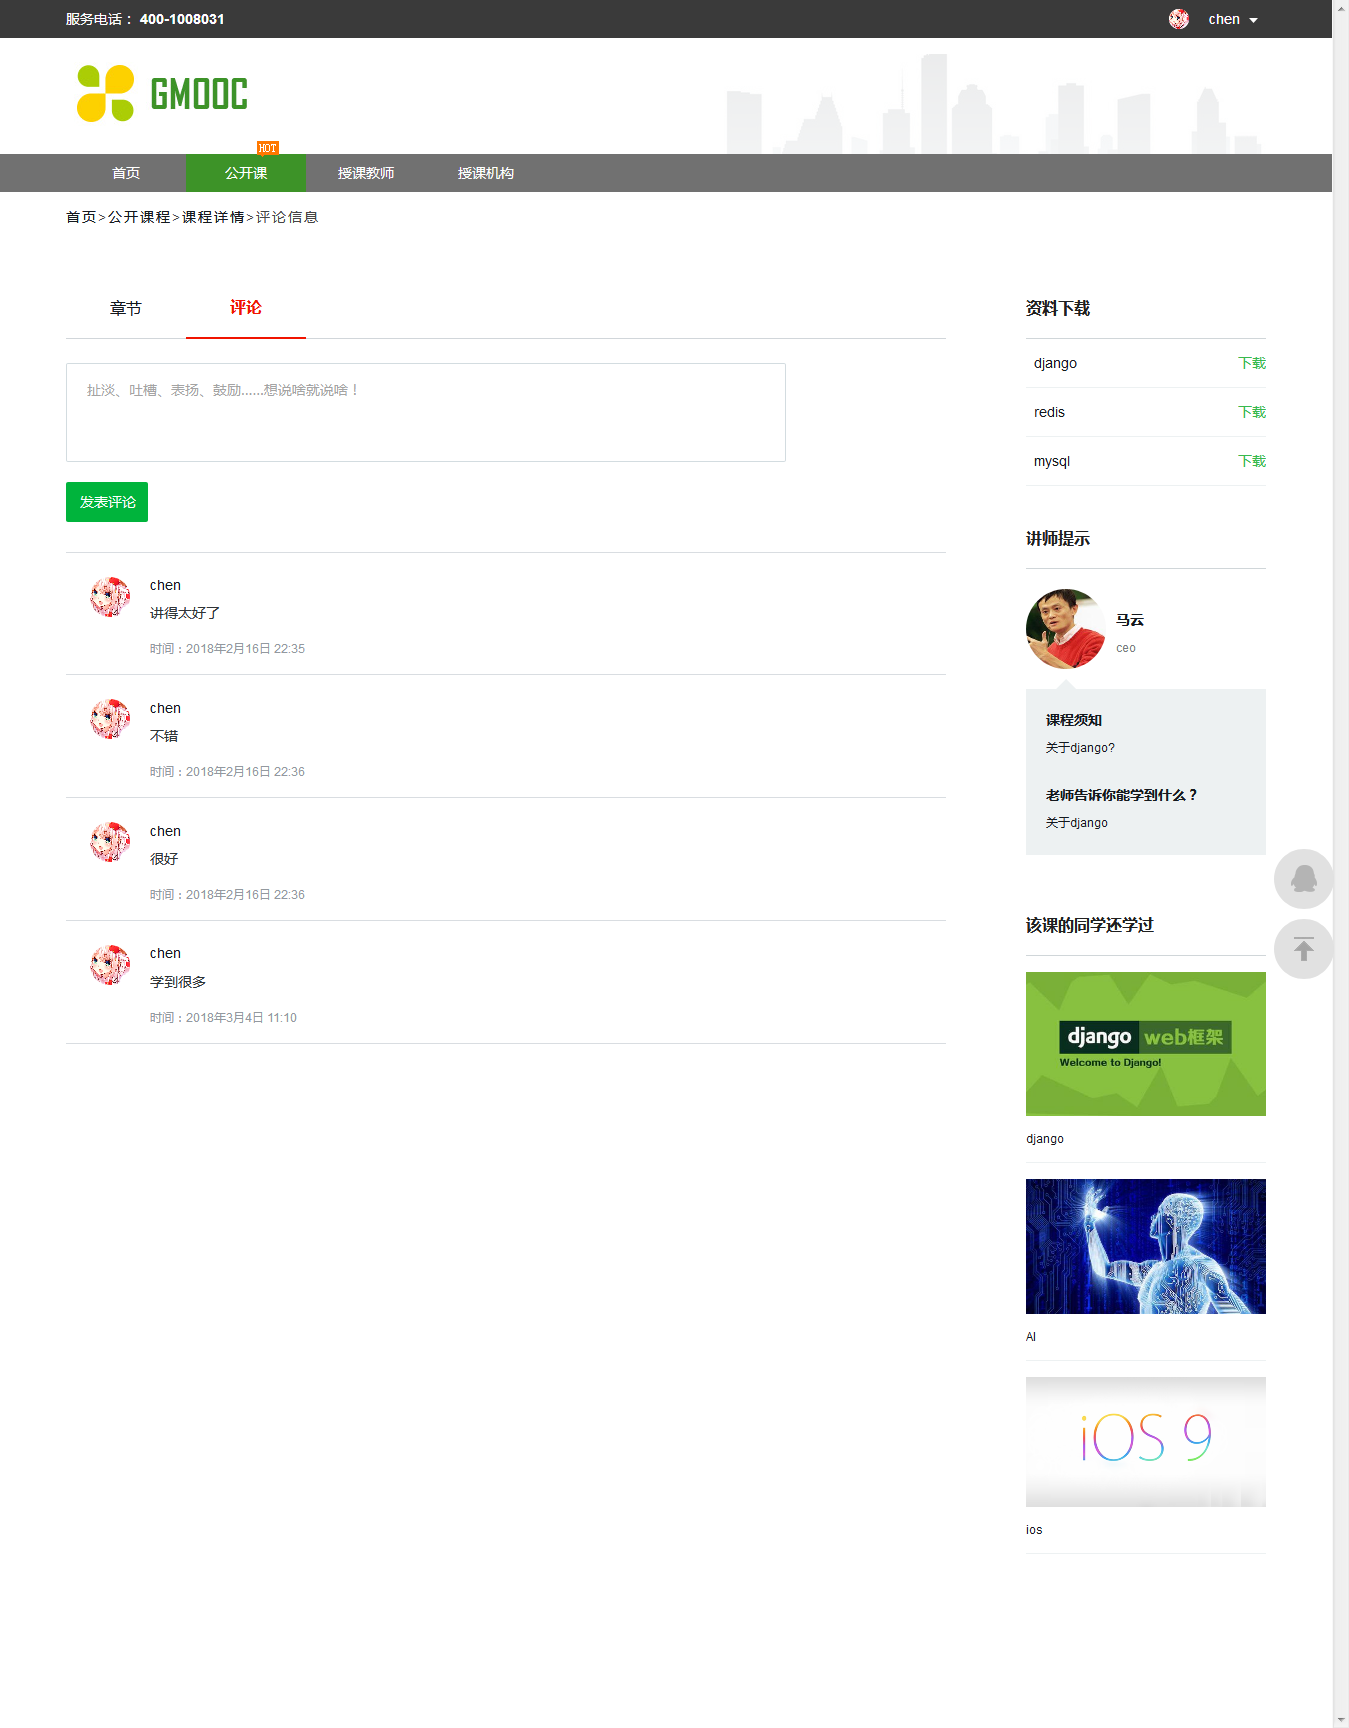 服务电话： 400-1008031
chen
GMOOC
HOT
首页
公开课
授课教师
授课机构
首页>公开课程>课程详情>评论信息
章节
评论
扯淡、吐槽、表扬、鼓励……想说啥就说啥！
发表评论
chen
讲得太好了
时间：2018年2月16日 22:35
chen
不错
时间：2018年2月16日 22:36
chen
很好
时间：2018年2月16日 22:36
chen
学到很多
时间：2018年3月4日 11:10
资料下载
django 下载
redis 下载
mysql 下载
讲师提示
马云
ceo
课程须知
关于django?
老师告诉你能学到什么？
关于django
该课的同学还学过
django web框架
Welcome to Django!
django
AI
iOS 9
ios